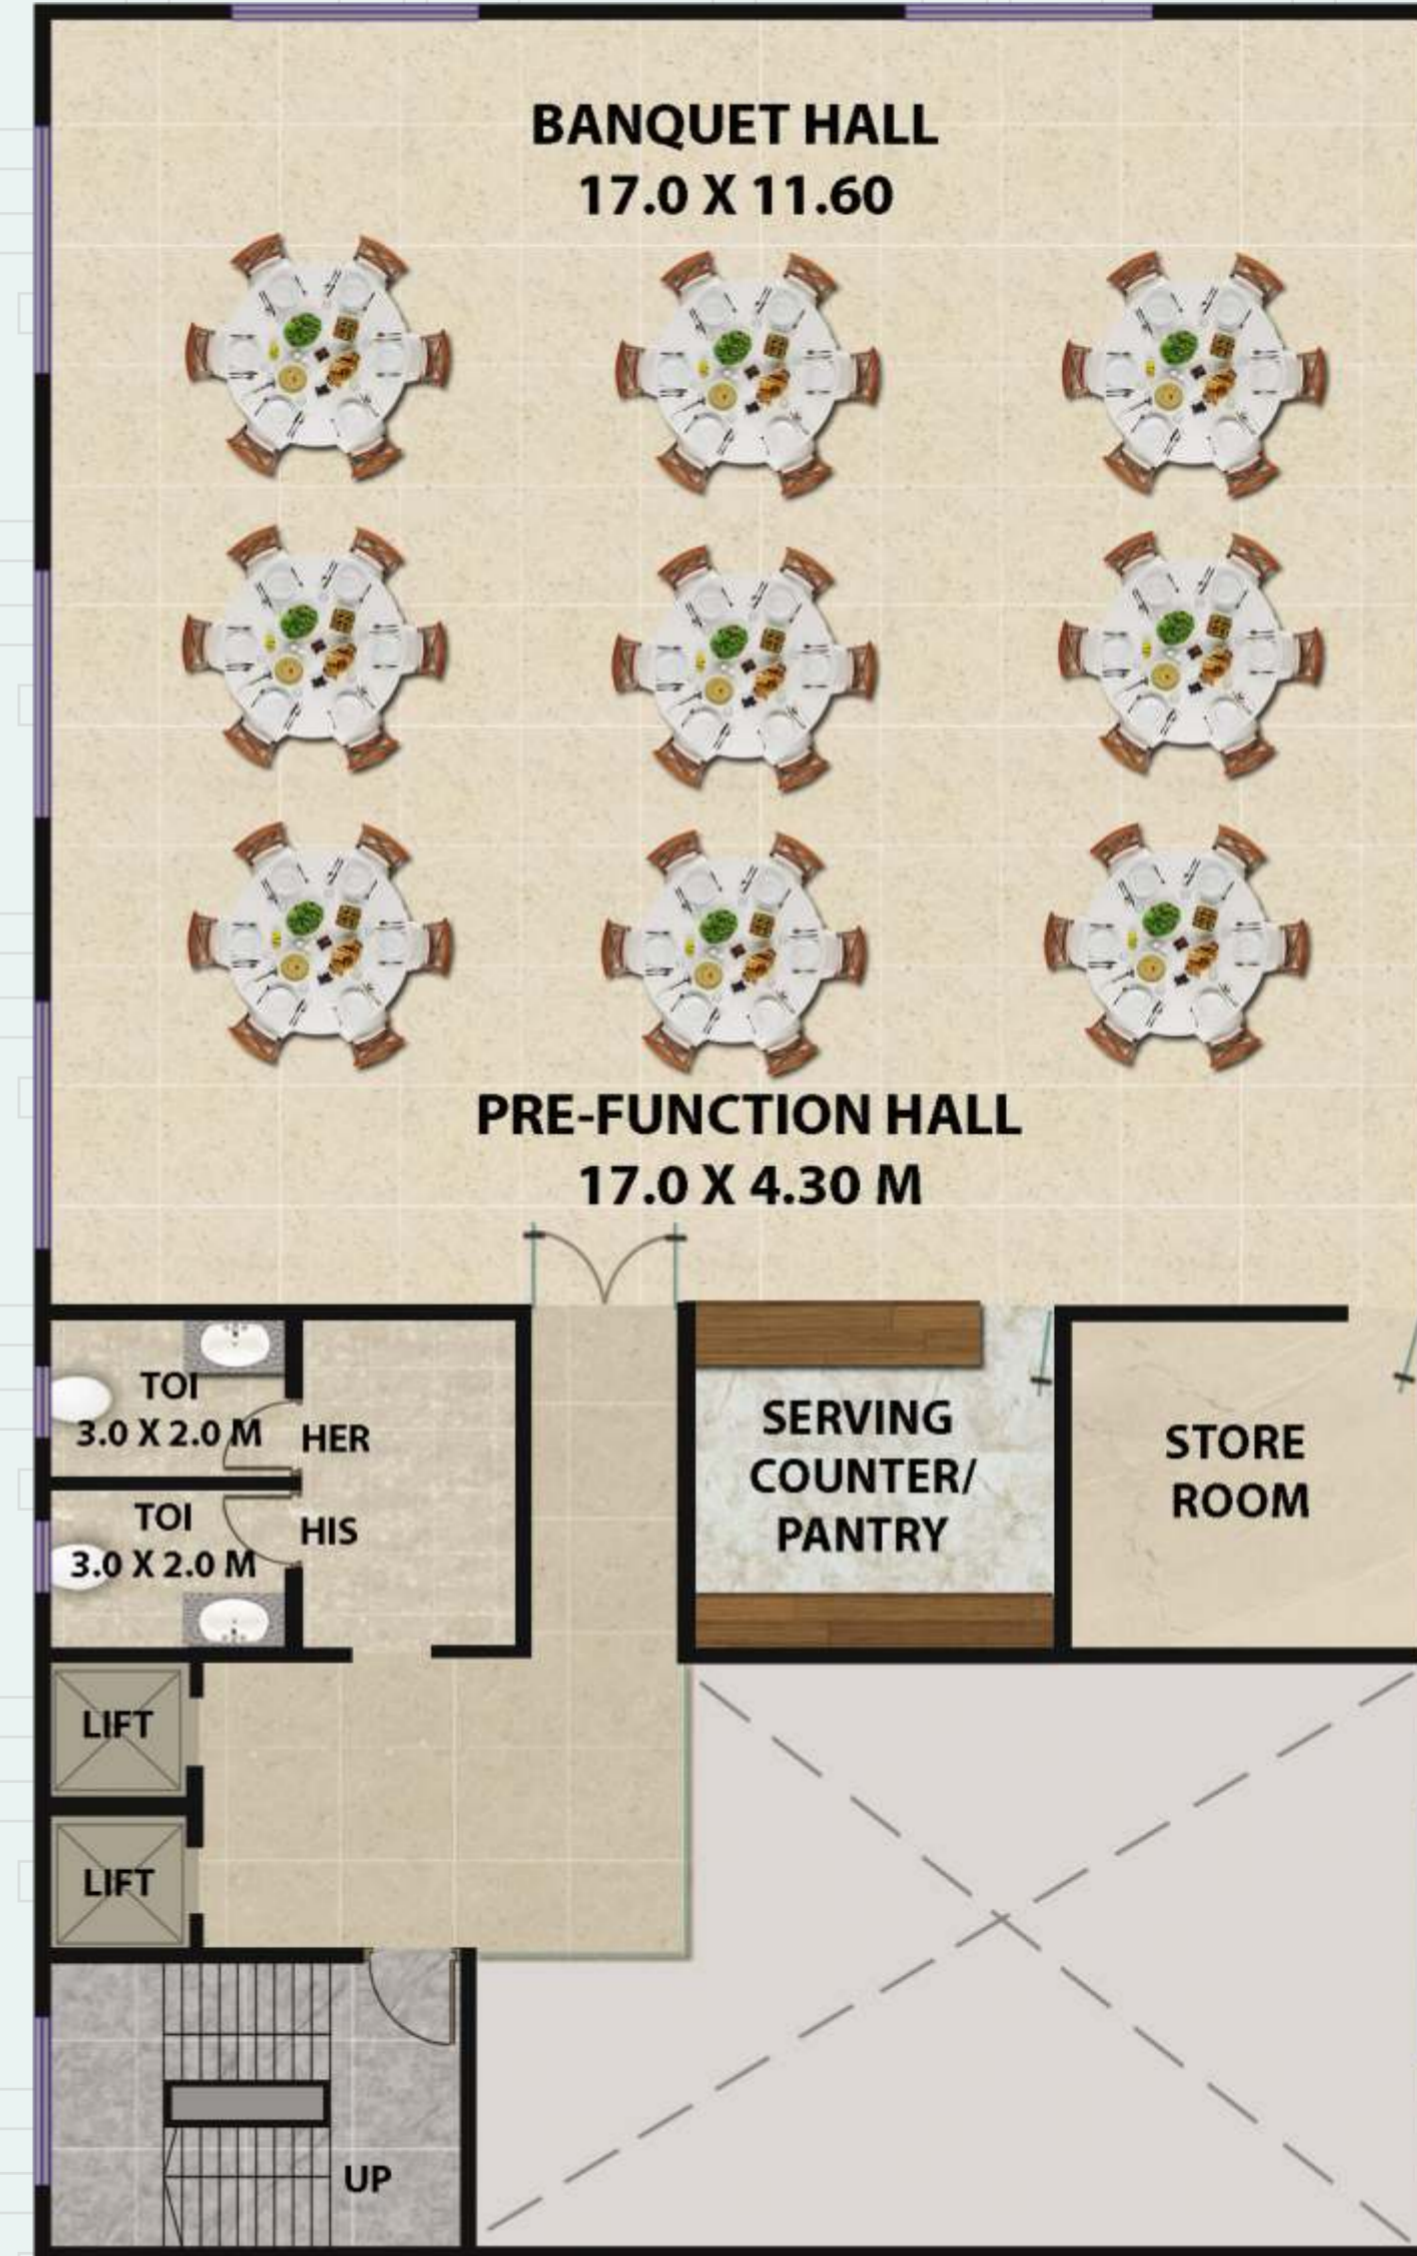 BANQUET HALL
17.0 X 11.60
PRE-FUNCTION HALL
17.0 X 4.30 M
TOI
3.0 X 2.0 M
HER
TOI
3.0 X 2.0 M
HIS
SERVING
COUNTER/
PANTRY
STORE
ROOM
LIFT
LIFT
UP